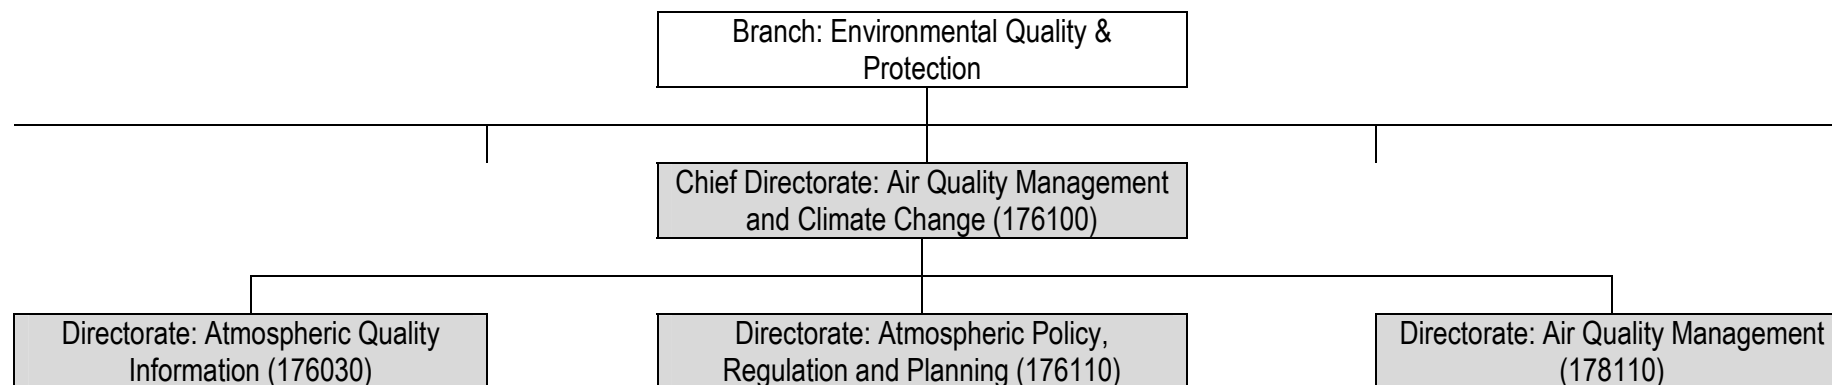 Branch: Environmental Quality &
Protection
Chief Directorate: Air Quality Management
and Climate Change (176100)
Directorate: Atmospheric Quality
Information (176030)
Directorate: Atmospheric Policy,
Regulation and Planning (176110)
Directorate: Air Quality Management
(178110)